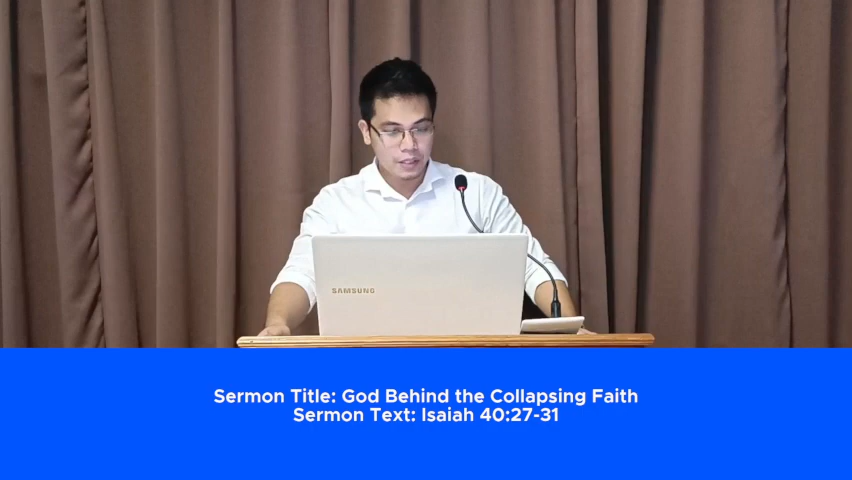 SAMSUNG
Sermon Title: God Behind the Collapsing Faith
Sermon Text: Isaiah 40:27-31